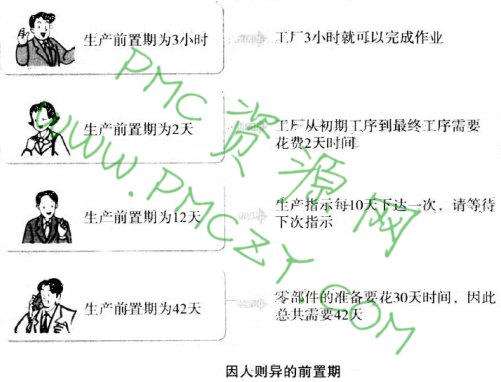 生产前置期为3小时
工厂3小时就可以完成作业
生产前置期为2天
工厂从初期工序到最终工序需要
花费2天时间
生产前置期为12天
生产指示每10天下达一次，请等待
下次指示
生产前置期为42天
零部件的准备要花30天时间，因此
总共需要42天
因人则异的前置期
PMC资源网
WWW.PMCZY.COM